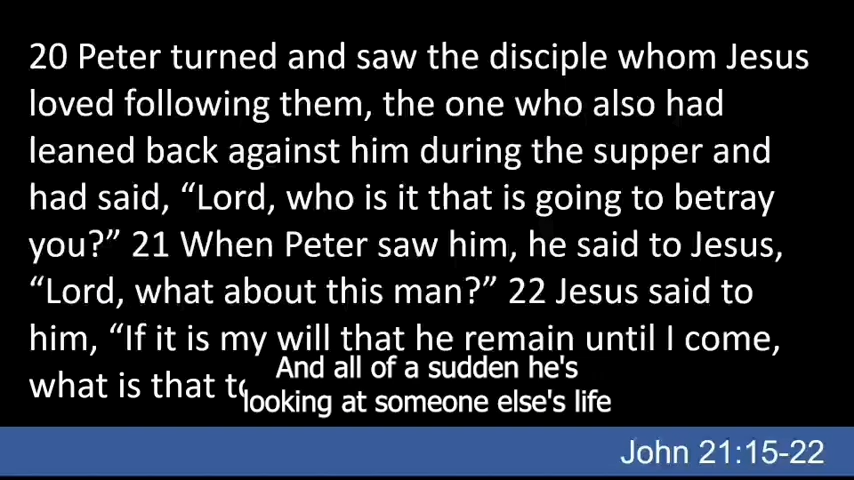 20 Peter turned and saw the disciple whom Jesus
loved following them, the one who also had
leaned back against him during the supper and
had said, “Lord, who is it that is going to betray
you?” 21 When Peter saw him, he said to Jesus,
“Lord, what about this man?” 22 Jesus said to
him, “If it is my will that he remain until I come,
what is that
And all of a sudden he's
looking at someone else's life
John 21:15-22